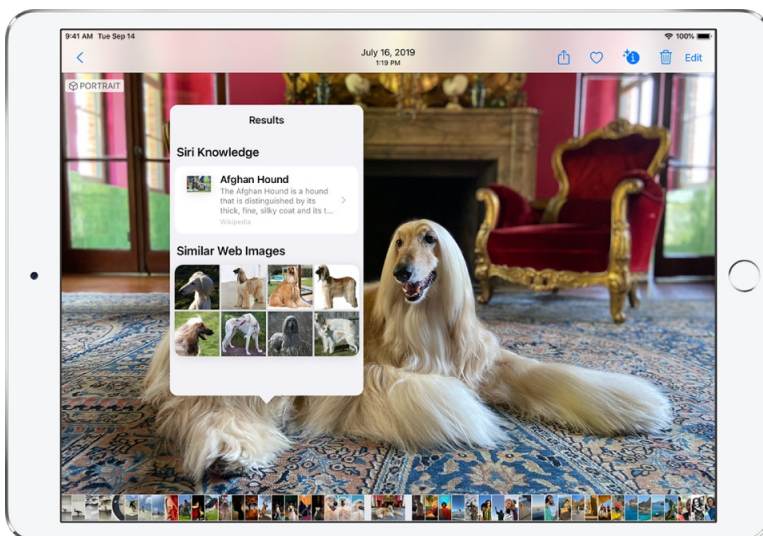 9:41 AM Tue Sep 14
100%
July 16, 2019
1:19 PM
Edit
PORTRAIT
Results
Siri Knowledge
Afghan Hound
The Afghan Hound is a hound
that is distinguished by its
thick, fine, silky coat and its t...
Wikipedia
Similar Web Images